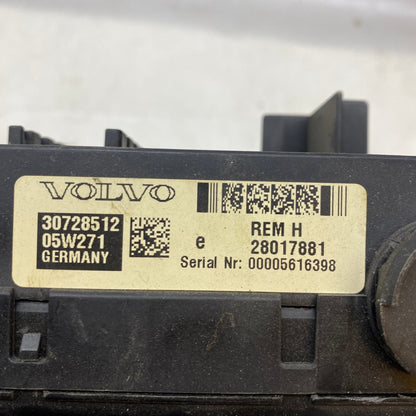 VOLVO
30728512
05W271
GERMANY
e
REM H
28017881
Serial Nr: 00005616398